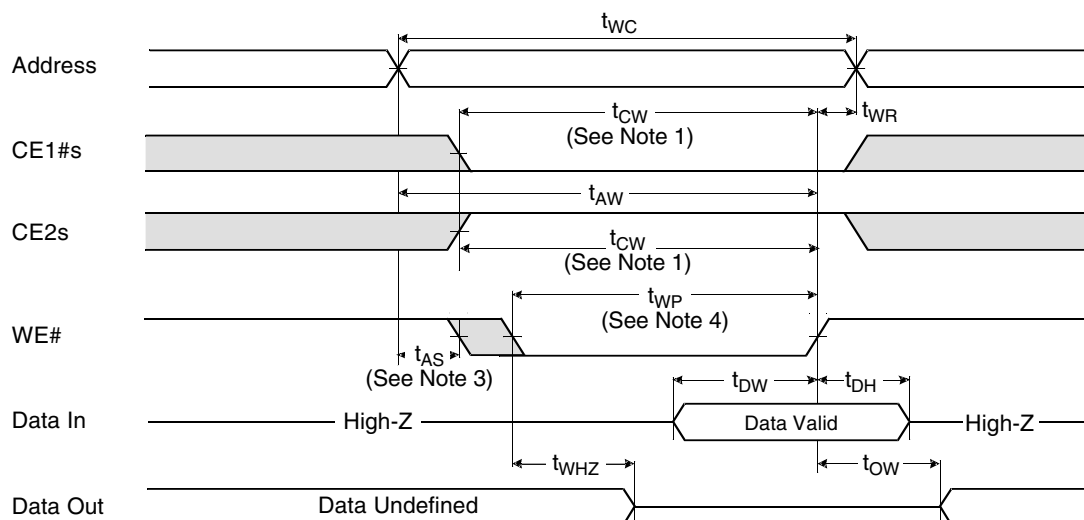 tWC
Address
tCW
(See Note 1)
tWR
CE1#s
tAW
CE2s
tCW
(See Note 1)
tWP
(See Note 4)
WE#
tAS
(See Note 3)
tDW
tDH
Data In
High-Z
Data Valid
High-Z
tWHZ
tOW
Data Out
Data Undefined